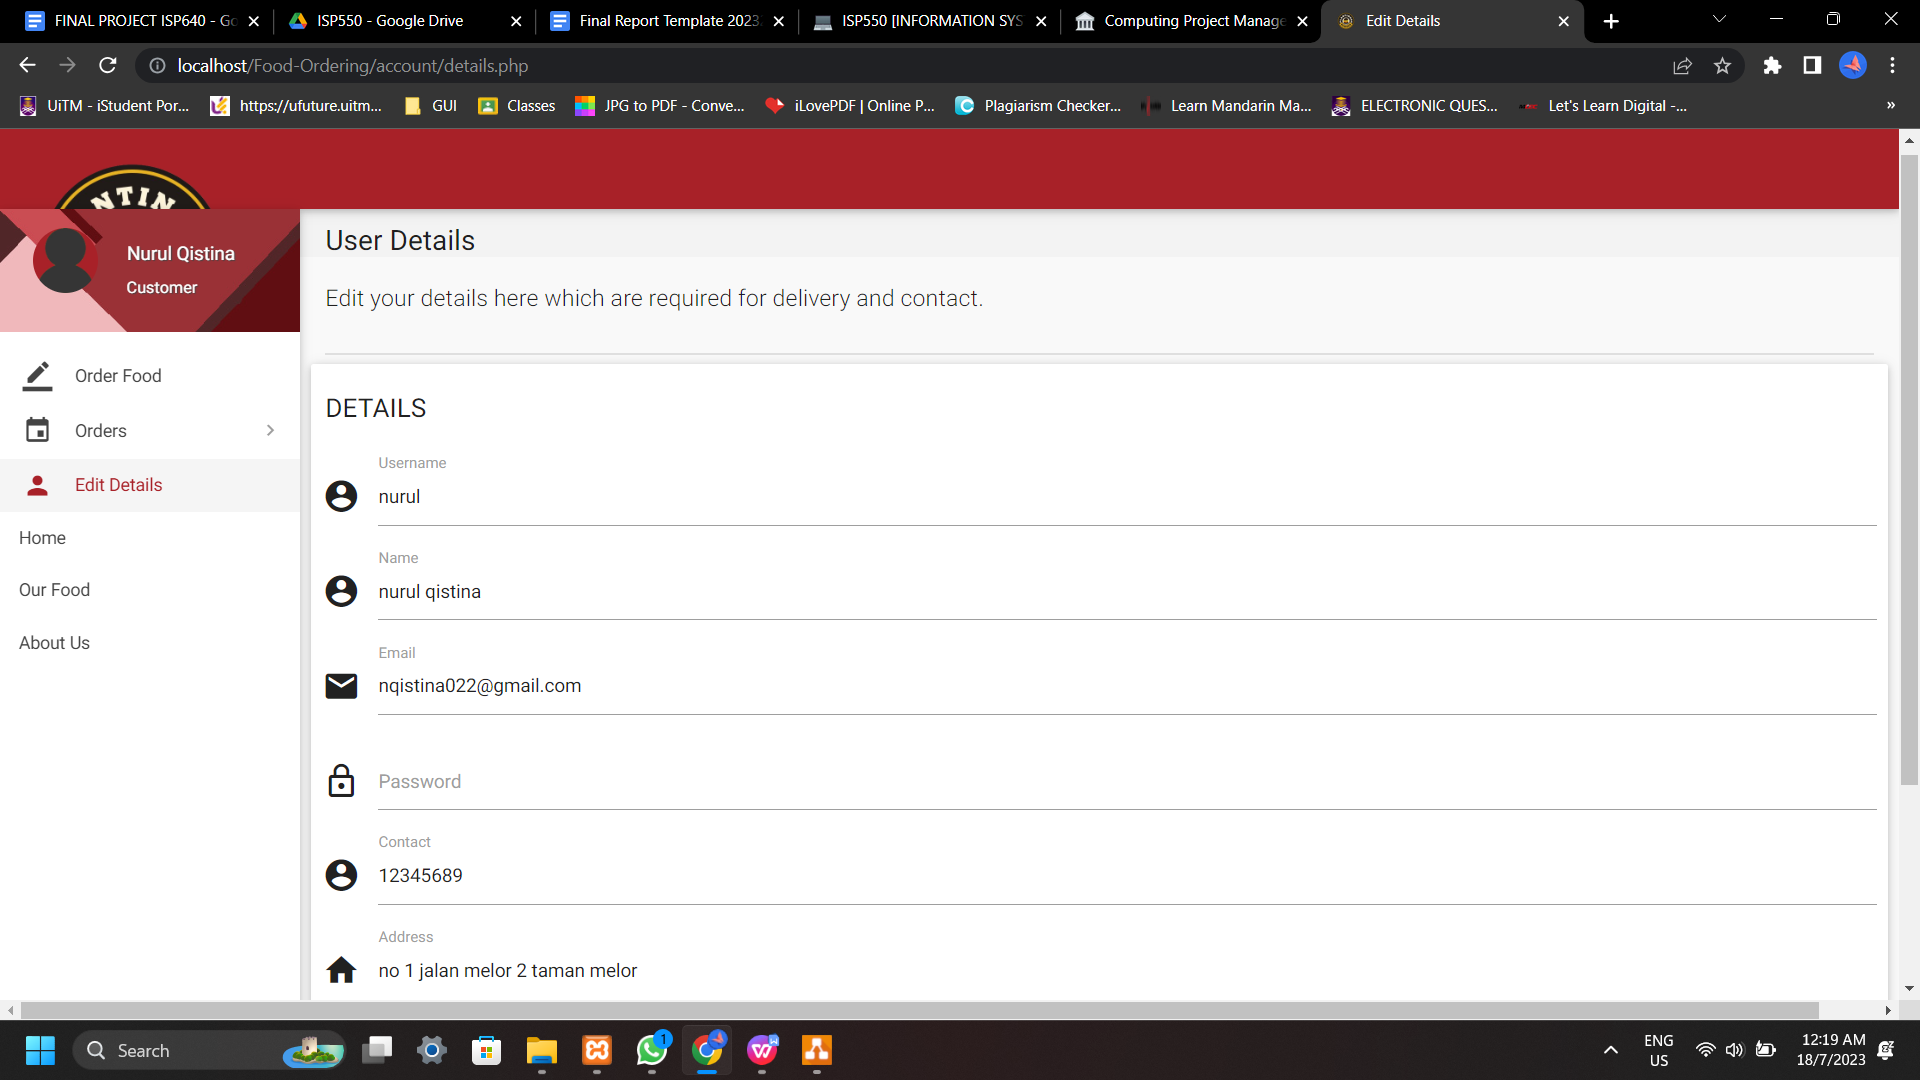 FINAL PROJECT ISP640 - Go
ISP550 - Google Drive
Final Report Template 2023
ISP550 [INFORMATION SYS
Computing Project Manage
Edit Details
localhost/Food-Ordering/account/details.php
UiTM - iStudent Por...
https://ufuture.uitm...
GUI
Classes
JPG to PDF - Conve...
iLovePDF | Online P...
Plagiarism Checker...
Learn Mandarin Ma...
ELECTRONIC QUES...
Let's Learn Digital -...
»
NTIN
Nurul Qistina
Customer
Order Food
Orders
Edit Details
Home
Our Food
About Us
User Details
Edit your details here which are required for delivery and contact.
DETAILS
Username
nurul
Name
nurul qistina
Email
nqistina022@gmail.com
Password
Contact
12345689
Address
no 1 jalan melor 2 taman melor
Search
1
ENG
US
12:19 AM
18/7/2023